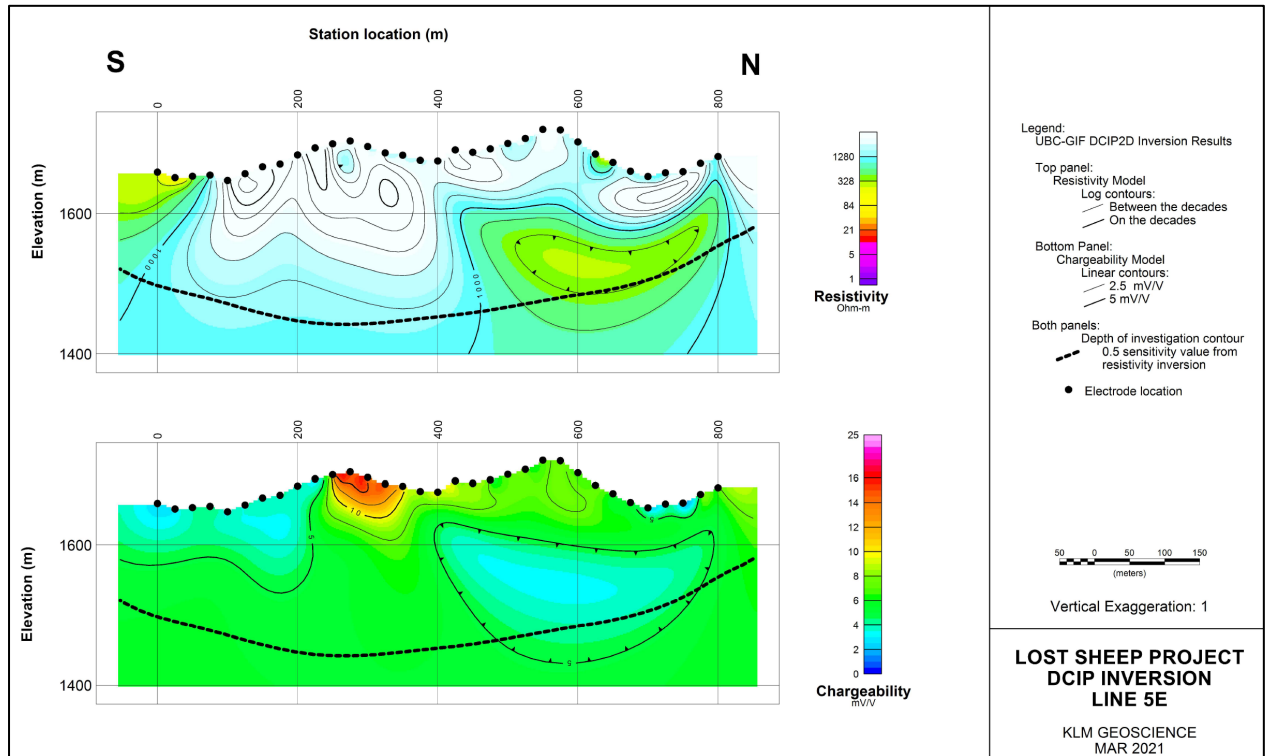 Station location (m)
S
N
0
200
400
600
800
Elevation (m)
1600
1400
1000
1000
1280
328
84
21
5
1
Resistivity
Ohm-m
0
200
400
600
800
Elevation (m)
1600
1400
5
10
5
5
25
16
14
12
10
8
6
4
2
0
Chargeability
mV/V
Legend:
UBC-GIF DCIP2D Inversion Results
Top panel:
Resistivity Model
Log contours:
Between the decades
On the decades
Bottom Panel:
Chargeability Model
Linear contours:
2.5 mV/V
5 mV/V
Both panels:
Depth of investigation contour
0.5 sensitivity value from
resistivity inversion
Electrode location
50 0 50 100 150
(meters)
Vertical Exaggeration: 1
LOST SHEEP PROJECT
DCIP INVERSION
LINE 5E
KLM GEOSCIENCE
MAR 2021